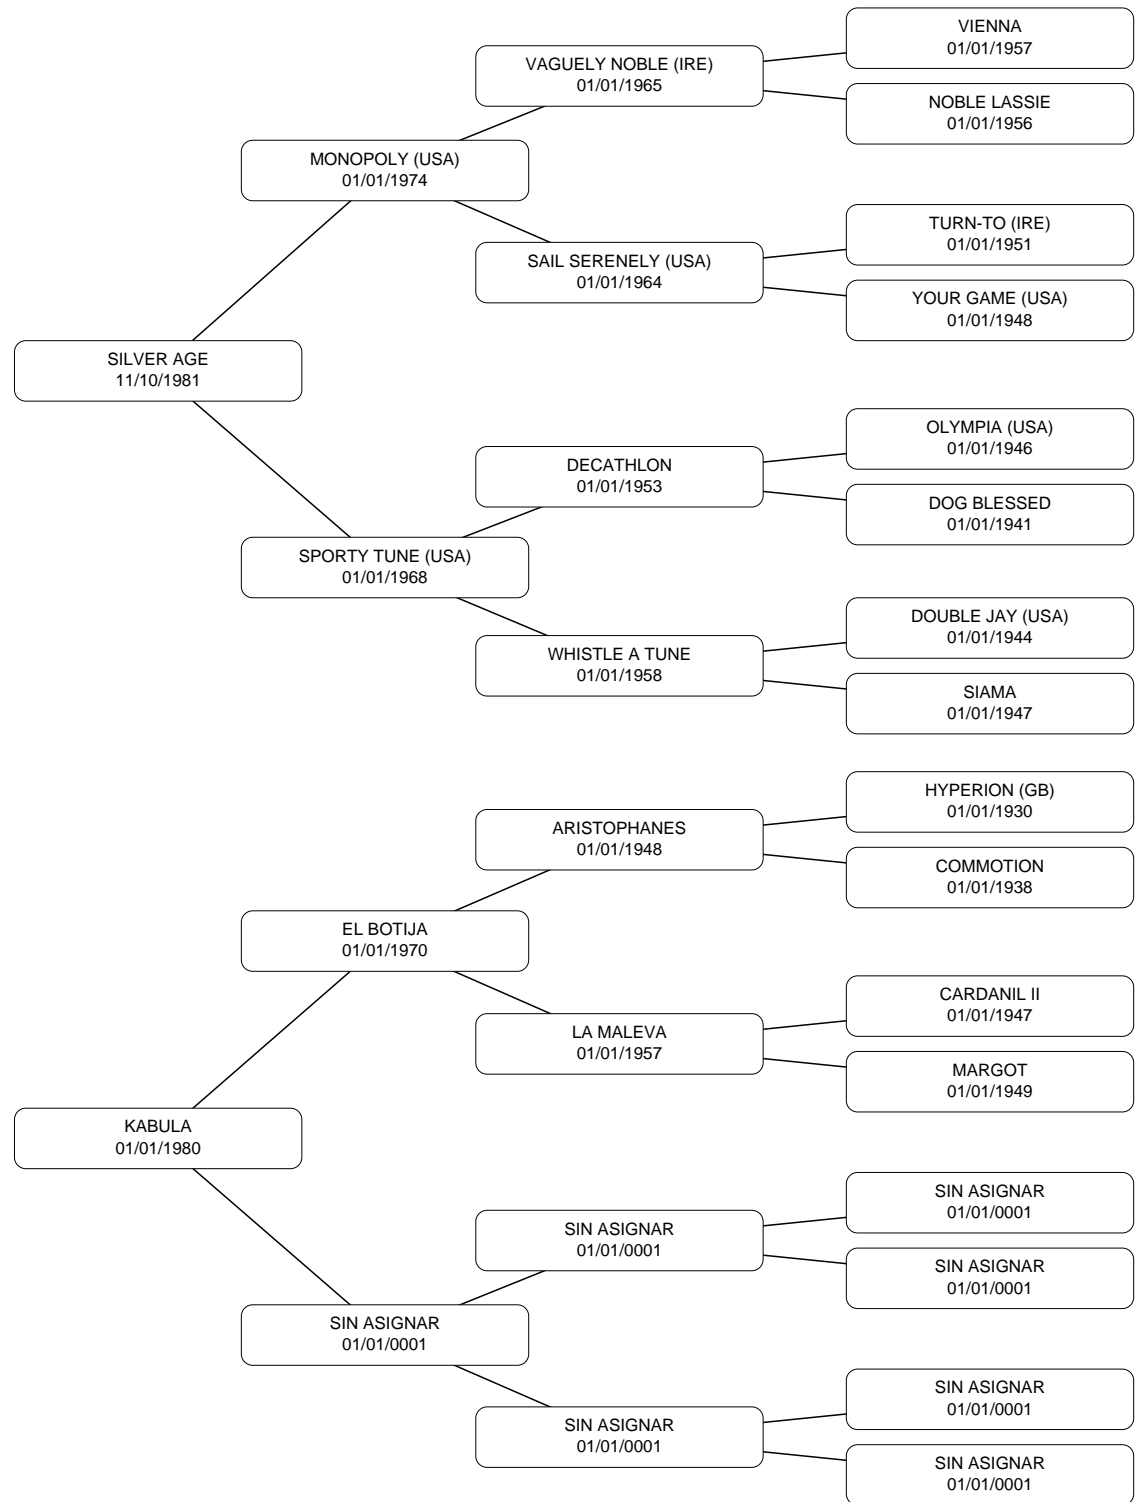 VIENNA
01/01/1957
VAGUELY NOBLE (IRE)
01/01/1965
NOBLE LASSIE
01/01/1956
MONOPOLY (USA)
01/01/1974
TURN-TO (IRE)
01/01/1951
SAIL SERENELY (USA)
01/01/1964
YOUR GAME (USA)
01/01/1948
SILVER AGE
11/10/1981
OLYMPIA (USA)
01/01/1946
DECATHLON
01/01/1953
DOG BLESSED
01/01/1941
SPORTY TUNE (USA)
01/01/1968
DOUBLE JAY (USA)
01/01/1944
WHISTLE A TUNE
01/01/1958
SIAMA
01/01/1947
HYPERION (GB)
01/01/1930
ARISTOPHANES
01/01/1948
COMMOTION
01/01/1938
EL BOTIJA
01/01/1970
CARDANIL II
01/01/1947
LA MALEVA
01/01/1957
MARGOT
01/01/1949
KABULA
01/01/1980
SIN ASIGNAR
01/01/0001
SIN ASIGNAR
01/01/0001
SIN ASIGNAR
01/01/0001
SIN ASIGNAR
01/01/0001
SIN ASIGNAR
01/01/0001
SIN ASIGNAR
01/01/0001
SIN ASIGNAR
01/01/0001